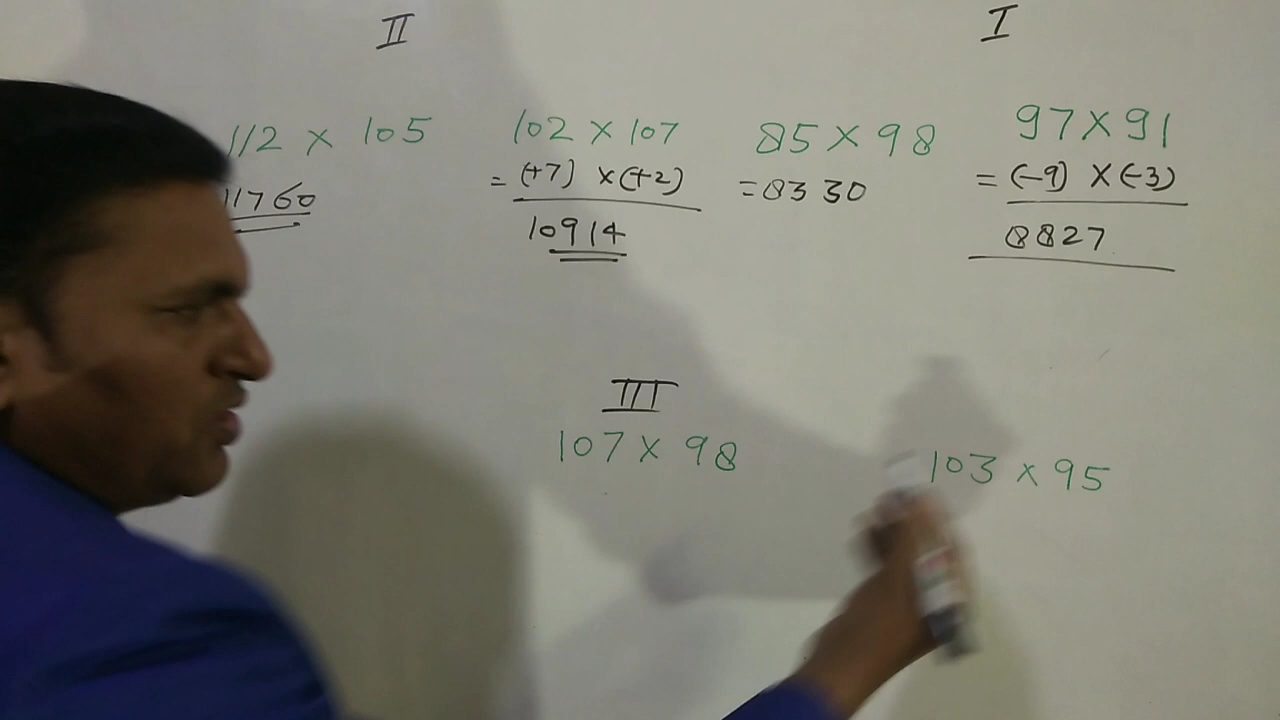 II
I
112 × 105
11760
102 × 107
= (+7) × (+2)
10914
85 × 98
= 8330
97 × 91
= (-9) × (-3)
8827
III
107 × 98
103 × 95